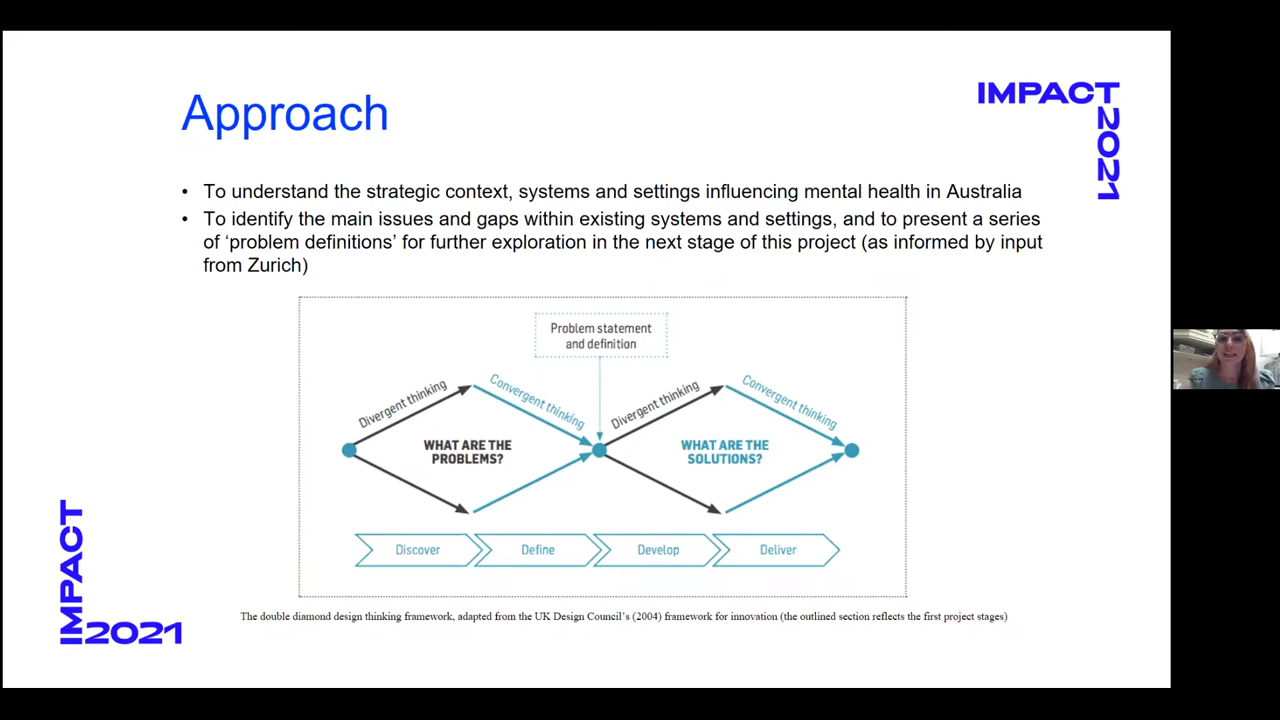 IMPACT
2021
Approach
• To understand the strategic context, systems and settings influencing mental health in Australia
• To identify the main issues and gaps within existing systems and settings, and to present a series
of ‘problem definitions’ for further exploration in the next stage of this project (as informed by input
from Zurich)
Problem statement
and definition
Divergent thinking
Convergent thinking
Divergent thinking
Convergent thinking
WHAT ARE THE
PROBLEMS?
WHAT ARE THE
SOLUTIONS?
Discover
Define
Develop
Deliver
The double diamond design thinking framework, adapted from the UK Design Council's (2004) framework for innovation (the outlined section reflects the first project stages)
IMPACT
2021